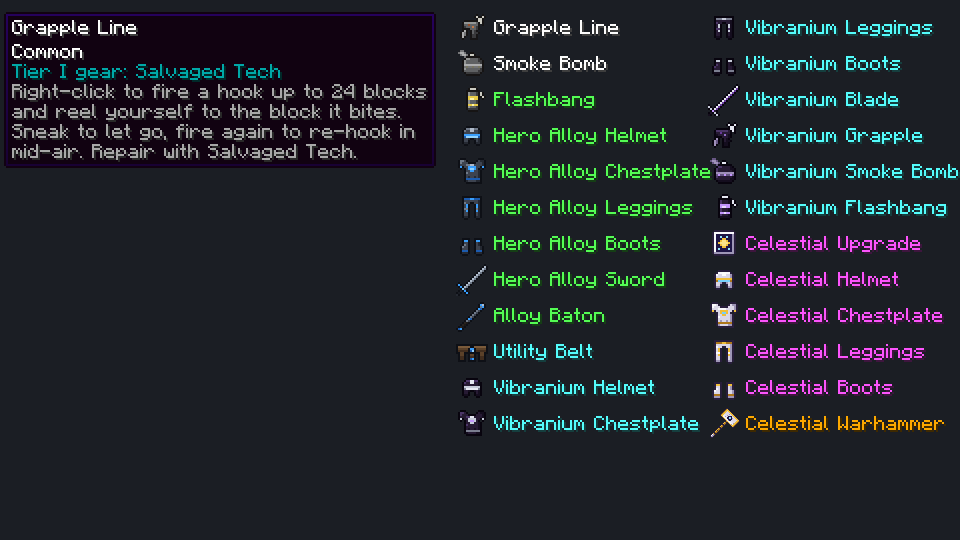 Grapple Line
Common
Tier I gear: Salvaged Tech
Right-click to fire a hook up to 24 blocks
and reel yourself to the block it bites.
Sneak to let go, fire again to re-hook in
mid-air. Repair with Salvaged Tech.
Grapple Line
Smoke Bomb
Flashbang
Hero Alloy Helmet
Hero Alloy Chestplate
Hero Alloy Leggings
Hero Alloy Boots
Hero Alloy Sword
Alloy Baton
Utility Belt
Vibranium Helmet
Vibranium Chestplate
Vibranium Leggings
Vibranium Boots
Vibranium Blade
Vibranium Grapple
Vibranium Smoke Bomb
Vibranium Flashbang
Celestial Upgrade
Celestial Helmet
Celestial Chestplate
Celestial Leggings
Celestial Boots
Celestial Warhammer